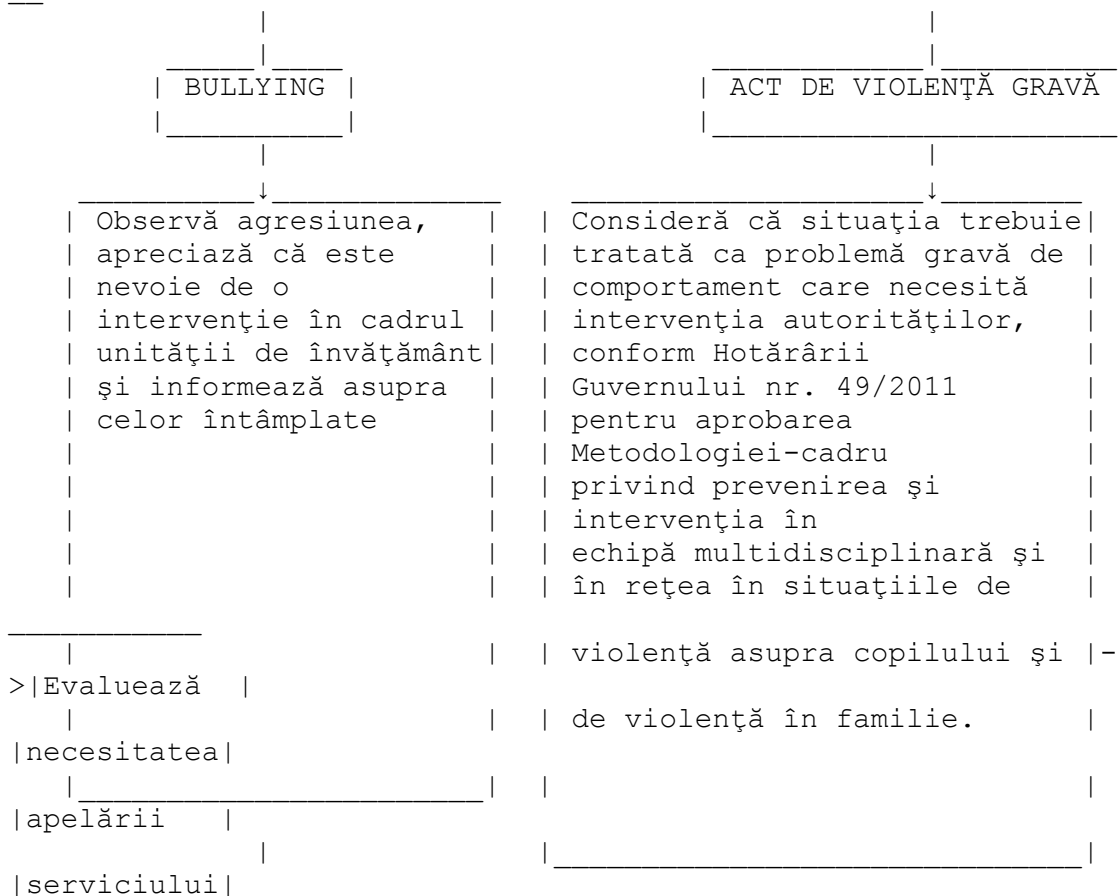 BULLYING
ACT DE VIOLENŢĂ GRAVĂ
Observă agresiunea,
apreciază că este
nevoie de o
intervenţie în cadrul
unităţii de învăţământ
şi informează asupra
celor întâmplate
Consideră că situaţia trebuie
tratată ca problemă gravă de
comportament care necesită
intervenţia autorităţilor,
conform Hotărârii
Guvernului nr. 49/2011
pentru aprobarea
Metodologiei-cadru
privind prevenirea şi
intervenţia în
echipă multidisciplinară şi
în reţea în situaţiile de
violenţă asupra copilului şi
de violenţă în familie.
Evaluează
necesitatea
apelării
serviciului